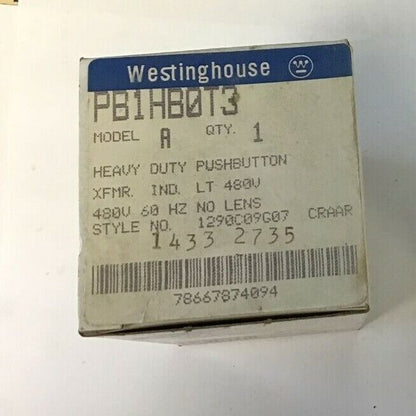 Westinghouse
PB1HB0T3
MODEL A QTY. 1
HEAVY DUTY PUSHBUTTON
XFMR. IND. LT 480V
480V 60 HZ NO LENS
STYLE NO. 1290C09G07 CRAAR
1433 2735
78667874094